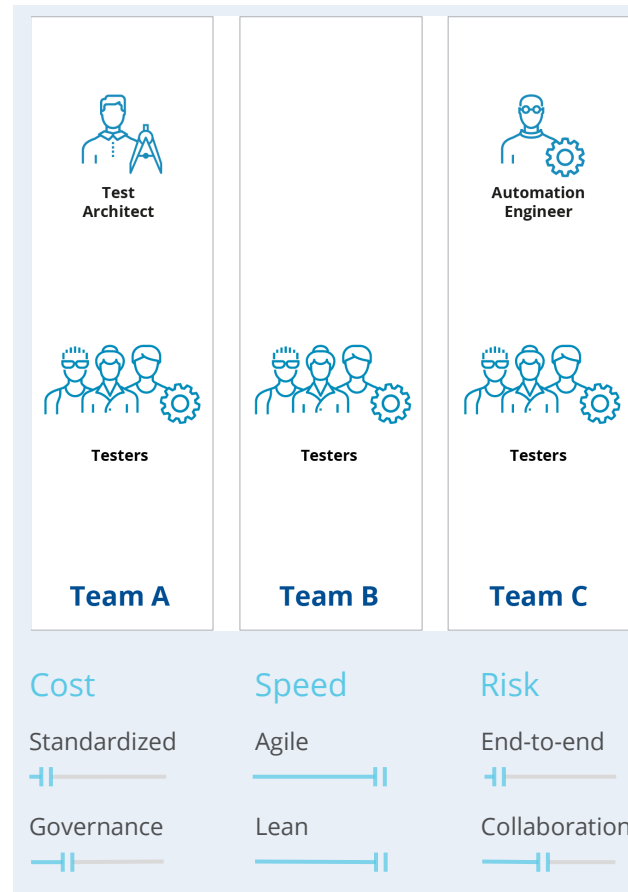 Test
Architect
Automation
Engineer
Testers
Testers
Testers
Team A
Team B
Team C
Cost
Speed
Risk
Standardized
Agile
End-to-end
Governance
Lean
Collaboration